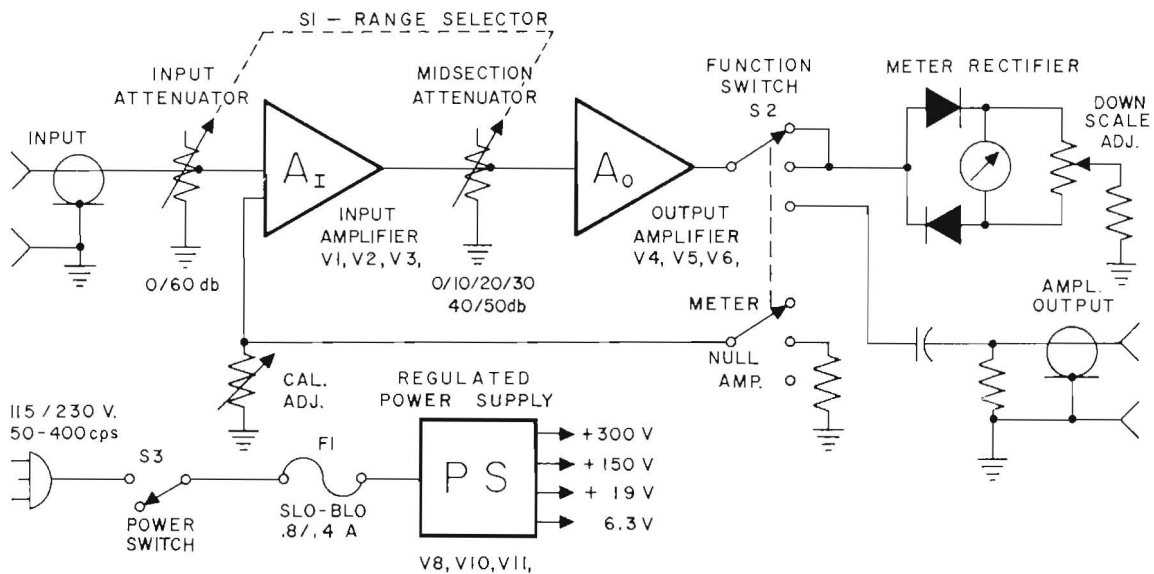 S1 – RANGE SELECTOR
INPUT
ATTENUATOR
MIDSECTION
ATTENUATOR
FUNCTION
SWITCH
S2
METER RECTIFIER
DOWN
SCALE
ADJ.
INPUT
A I
A O
INPUT
AMPLIFIER
V1, V2, V3,
OUTPUT
AMPLIFIER
V4, V5, V6,
0/60 db
0/10/20/30
40/50db
METER
NULL
AMP.
AMPL.
OUTPUT
CAL.
ADJ.
REGULATED
POWER SUPPLY
115/230 V.
50-400cps
S3
POWER
SWITCH
F1
SLO-BLO
.8/.4 A
PS
+300 V
+150 V
+ 19 V
6.3 V
V8, V10, V11,